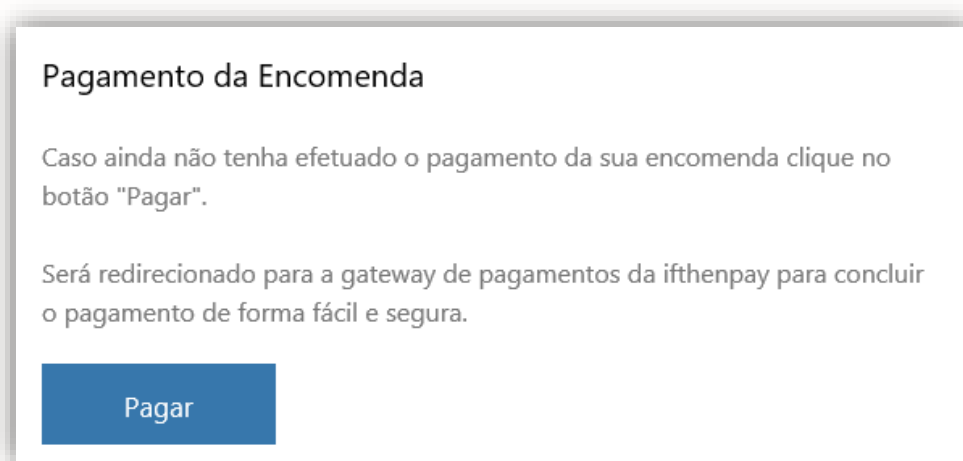 Pagamento da Encomenda
Caso ainda não tenha efetuado o pagamento da sua encomenda clique no
botão "Pagar".
Será redirecionado para a gateway de pagamentos da ifthenpay para concluir
o pagamento de forma fácil e segura.
Pagar